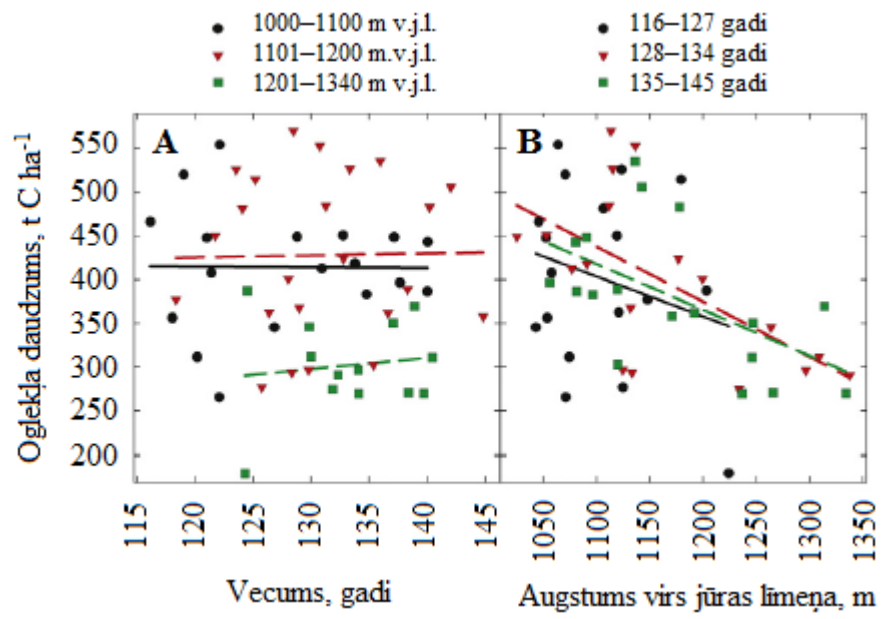 1000–1100 m v.j.l.
1101–1200 m.v.j.l.
1201–1340 m v.j.l.
116–127 gadi
128–134 gadi
135–145 gadi
A
B
Oglekļa daudzums, t C ha-1
550
500
450
400
350
300
250
200
115
120
125
130
135
140
145
1050
1100
1150
1200
1250
1300
1350
Vecums, gadi
Augstums virs jūras līmeņa, m